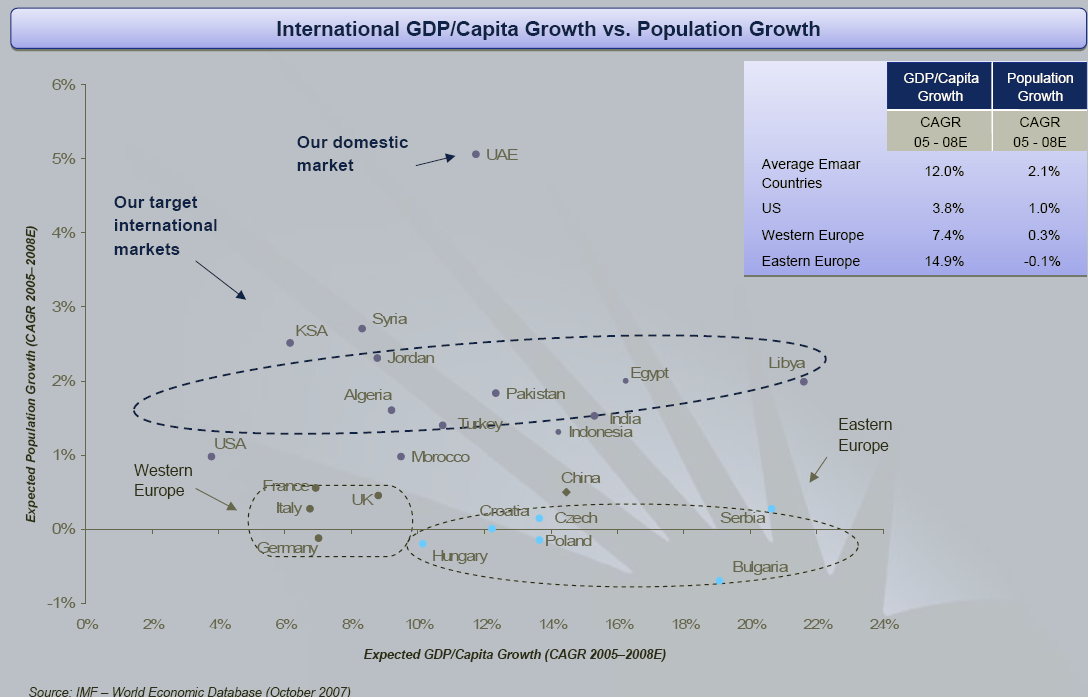 International GDP/Capita Growth vs. Population Growth
GDP/Capita
Growth
Population
Growth
CAGR
05 - 08E
CAGR
05 - 08E
Average Emaar
Countries
12.0%
2.1%
US
3.8%
1.0%
Western Europe
7.4%
0.3%
Eastern Europe
14.9%
-0.1%
Expected Population Growth (CAGR 2005–2008E)
6%
5%
4%
3%
2%
1%
0%
-1%
Our domestic
market
UAE
Our target
international
markets
Syria
KSA
Jordan
Libya
Egypt
Algeria
Pakistan
India
Turkey
Indonesia
USA
Morocco
Eastern
Europe
Western
Europe
China
France
UK
Italy
Croatia
Czech
Serbia
Germany
Poland
Hungary
Bulgaria
0%
2%
4%
6%
8%
10%
12%
14%
16%
18%
20%
22%
24%
Expected GDP/Capita Growth (CAGR 2005–2008E)
Source: IMF – World Economic Database (October 2007)